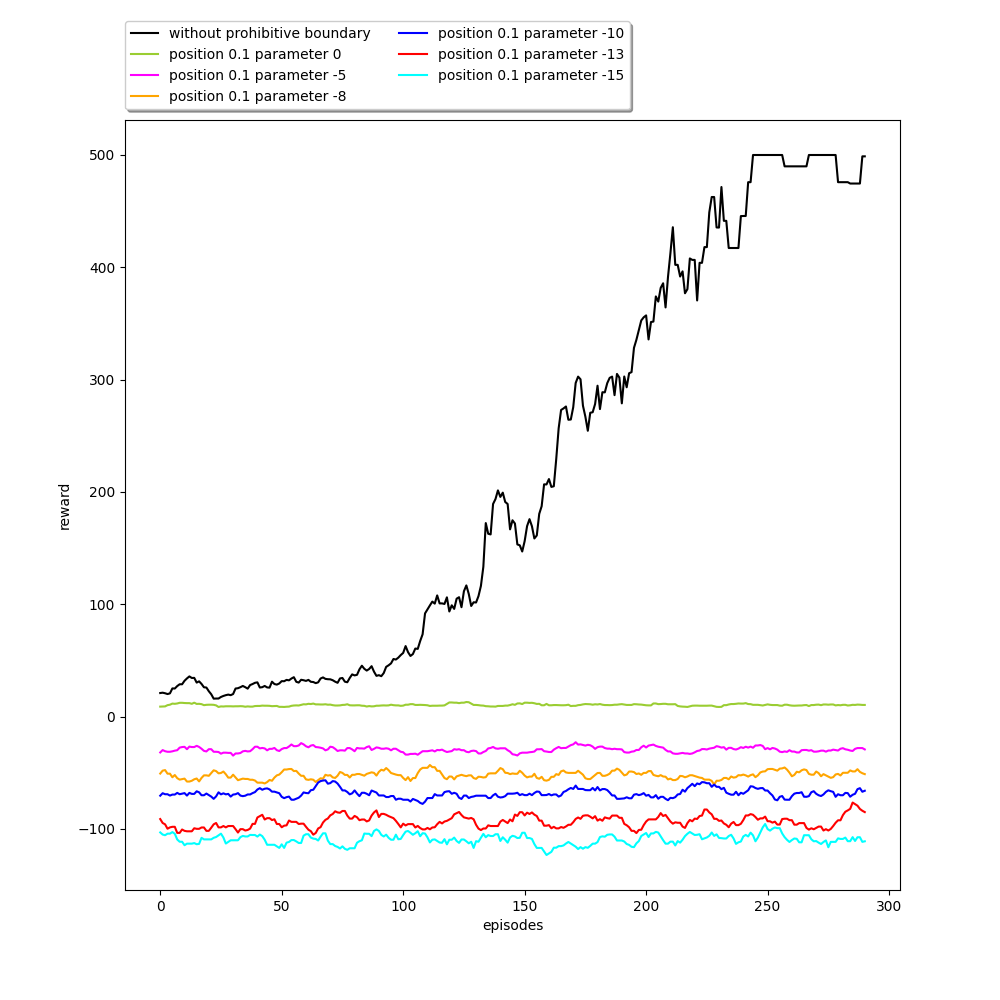 without prohibitive boundary
position 0.1 parameter 0
position 0.1 parameter -5
position 0.1 parameter -8
position 0.1 parameter -10
position 0.1 parameter -13
position 0.1 parameter -15
500
400
300
200
100
0
−100
reward
0 50 100 150 200 250 300
episodes